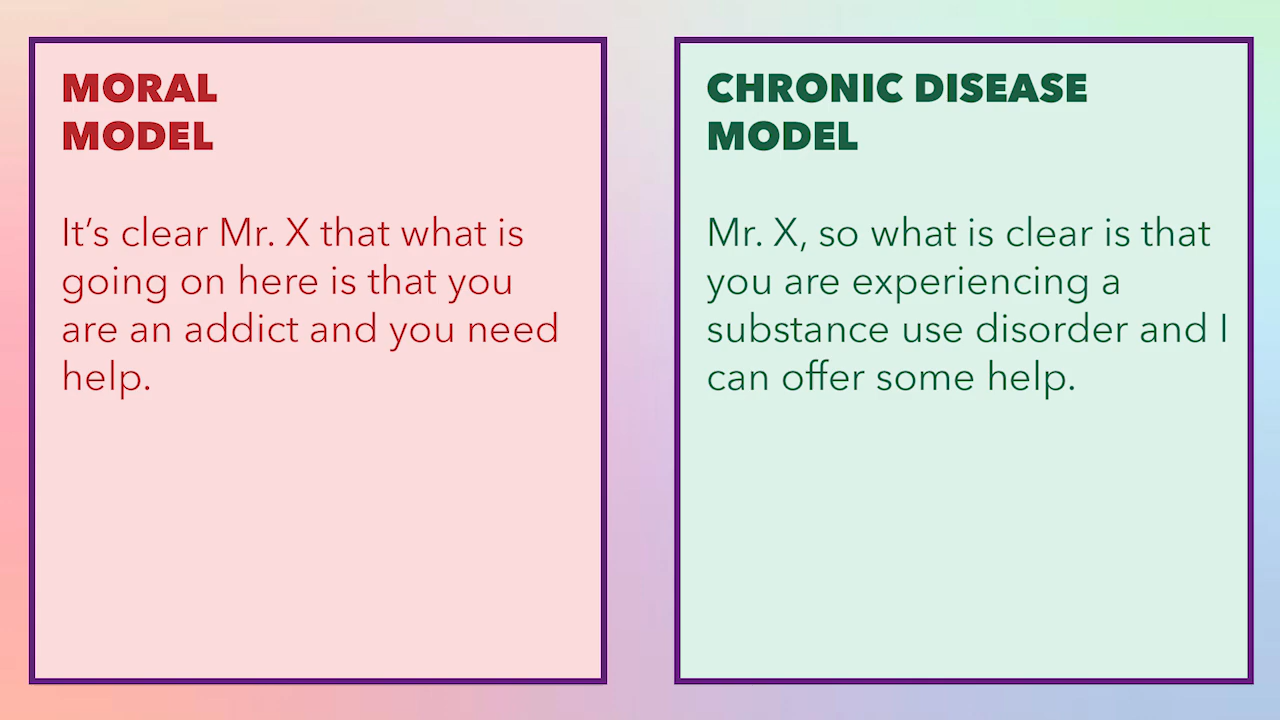 MORAL
MODEL
It’s clear Mr. X that what is
going on here is that you
are an addict and you need
help.
CHRONIC DISEASE
MODEL
Mr. X, so what is clear is that
you are experiencing a
substance use disorder and I
can offer some help.